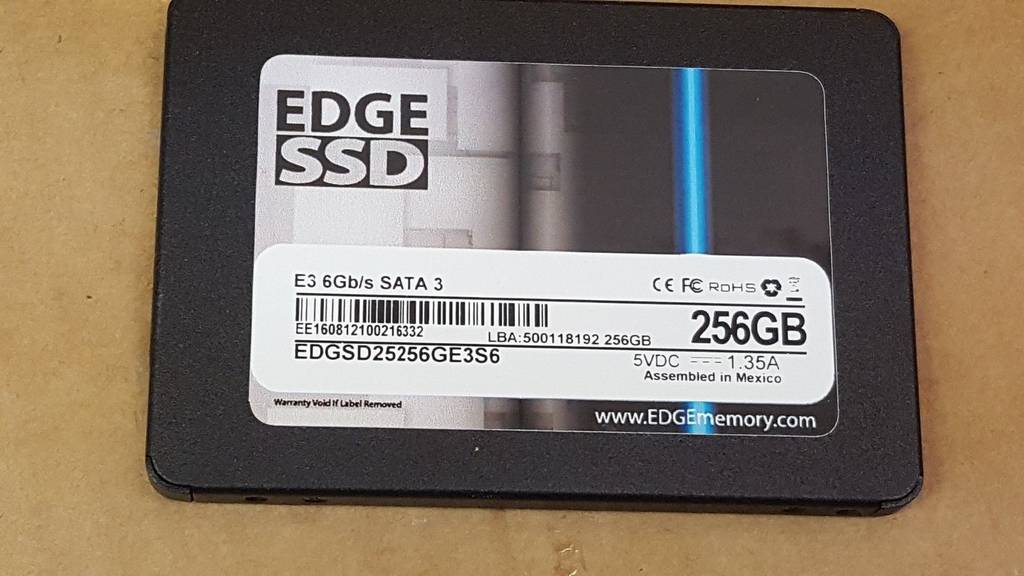 EDGE
SSD
E3 6Gb/s SATA 3
CE FC RoHS
EE160812100216332
LBA:500118192 256GB
256GB
EDGSD25256GE3S6
5VDC ⎓ 1.35A
Assembled in Mexico
Warranty Void If Label Removed
www.EDGEmemory.com